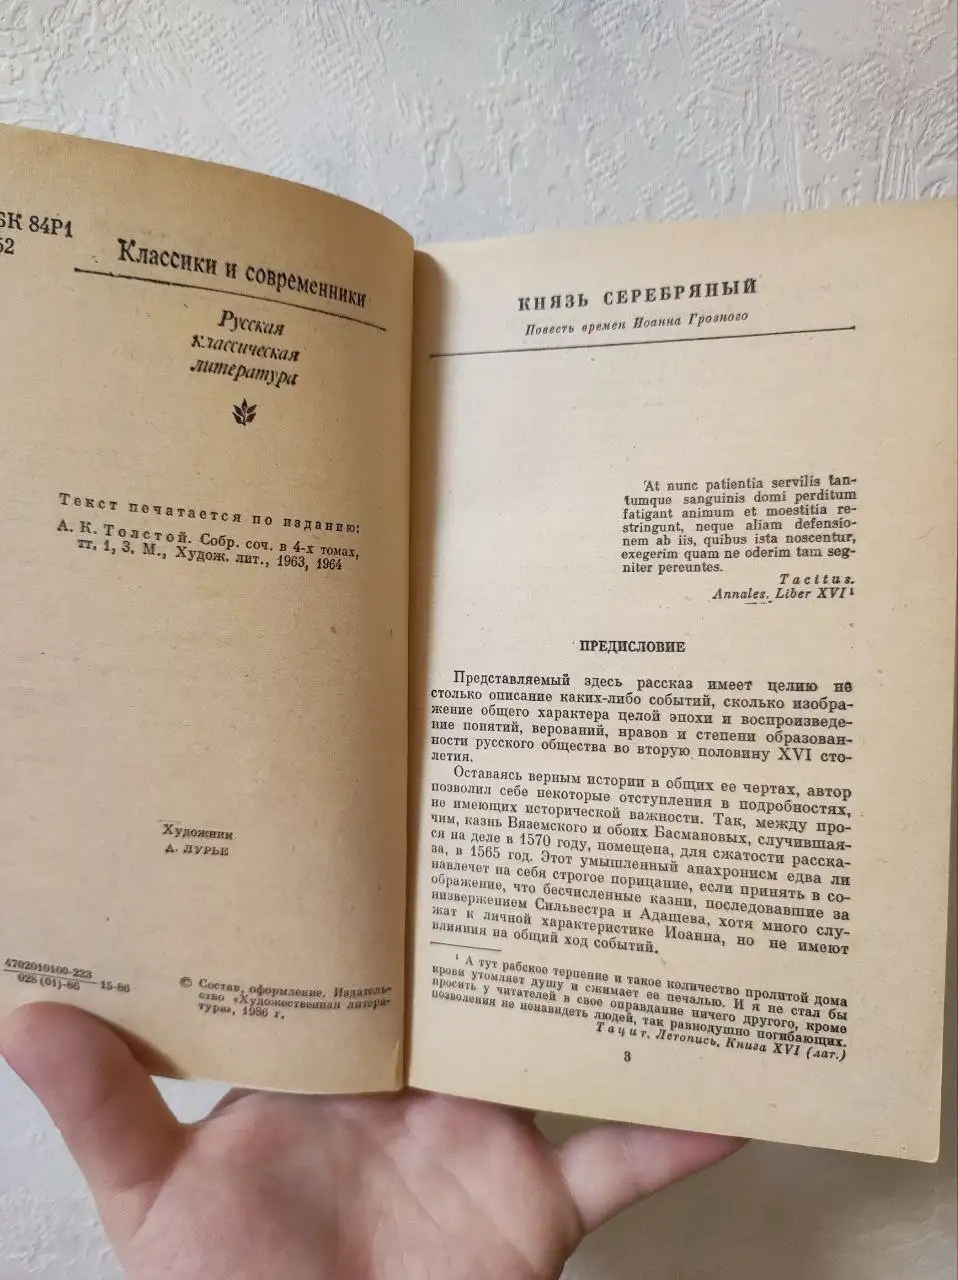 БК 84Р1
52
Классики и современники
Русская
классическая
литература
Текст печатается по изданию:
А. К. Толстой. Собр. соч. в 4-х томах,
тт. 1, 3. М., Худож. лит., 1963, 1964
Художник
А. ЛУРЬЕ
4702010100-223
028 (01)-86
15-86
© Состав, оформление. Издатель-
ство «Художественная литера-
тура», 1986 г.
КНЯЗЬ СЕРЕБРЯНЫЙ
Повесть времен Иоанна Грозного
At nunc patientia servilis tan-
tumque sanguinis domi perditum
fatigant animum et moestitia re-
stringunt, neque aliam defensio-
nem ab iis, quibus ista noscentur,
exegerim quam ne oderim tam seg-
niter pereuntes.
Tacitus.
Annales. Liber XVI¹
ПРЕДИСЛОВИЕ
Представляемый здесь рассказ имеет целию не
столько описание каких-либо событий, сколько изобра-
жение общего характера целой эпохи и воспроизведе-
ние понятий, верований, нравов и степени образован-
ности русского общества во вторую половину XVI сто-
летия.
Оставаясь верным истории в общих ее чертах, автор
позволил себе некоторые отступления в подробностях,
не имеющих исторической важности. Так, между про-
чим, казнь Вяземского и обоих Басмановых, случившая-
ся на деле в 1570 году, помещена, для сжатости расска-
за, в 1565 год. Этот умышленный анахронизм едва ли
навлечет на себя строгое порицание, если принять в со-
ображение, что бесчисленные казни, последовавшие за
низвержением Сильвестра и Адашева, хотя много слу-
жат к личной характеристике Иоанна, но не имеют
влияния на общий ход событий.
¹ А тут рабское терпение и такое количество пролитой дома
крови утомляет душу и сжимает ее печалью. И я не стал бы
просить у читателей в свое оправдание ничего другого, кроме
позволения не ненавидеть людей, так равнодушно погибающих.
Тацит. Летопись. Книга XVI (лат.)
3